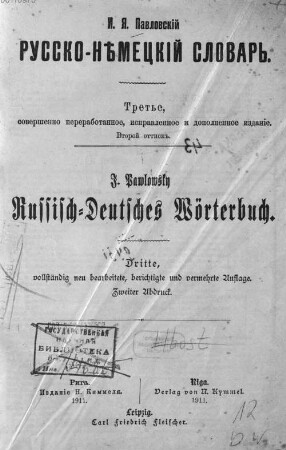 И. Я. Павловскій
РУССКО-НѢМЕЦКІЙ СЛОВАРЬ.
Третье,
совершенно переработанное, исправленное и дополненное изданіе.
Второй оттискъ.
43
J. Pawlowsky
Russisch=Deutsches Wörterbuch.
Dritte,
vollständig neu bearbeitete, berichtigte und vermehrte Auflage.
Zweiter Abdruck.
ГОСУДАРСТВЕННАЯ
БИБЛИОТЕКА
Рига. Riga.
Изданіе Н. Киммеля. Verlag von N. Kymmel.
1911. 1911.
Leipzig.
Carl Friedrich Fleischer.
12